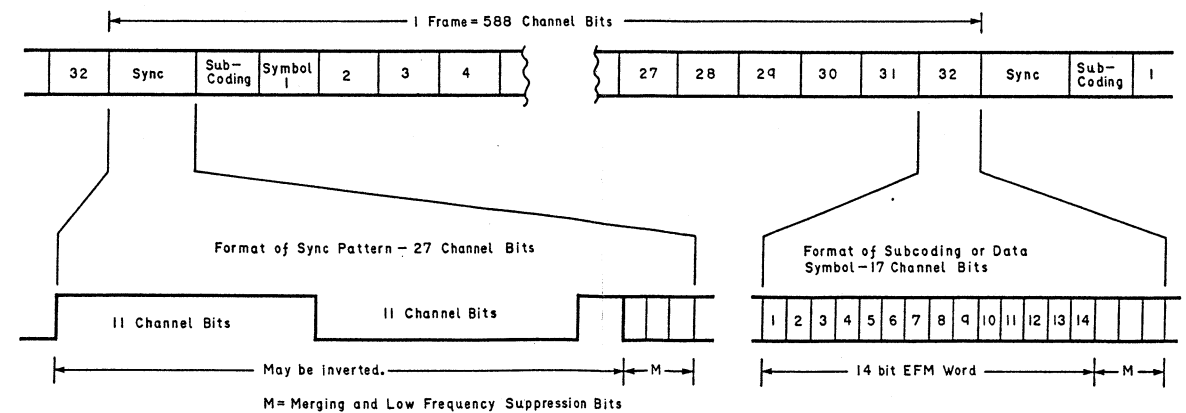 1 Frame = 588 Channel Bits
32 Sync Sub-Coding Symbol 1 2 3 4 27 28 29 30 31 32 Sync Sub-Coding 1
Format of Sync Pattern – 27 Channel Bits
Format of Subcoding or Data
Symbol – 17 Channel Bits
11 Channel Bits 11 Channel Bits
1 2 3 4 5 6 7 8 9 10 11 12 13 14
May be inverted. M 14 bit EFM Word M
M = Merging and Low Frequency Suppression Bits